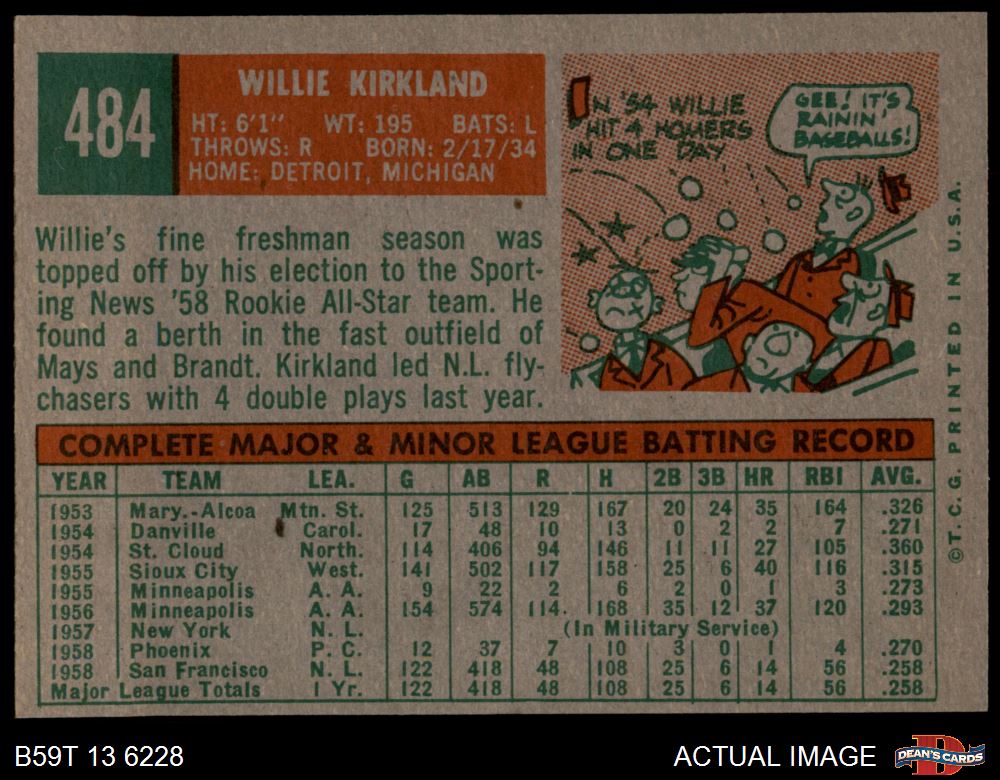 484
WILLIE KIRKLAND
HT: 6'1" WT: 195 BATS: L
THROWS: R BORN: 2/17/34
HOME: DETROIT, MICHIGAN
IN '54 WILLIE
HIT 4 HOMERS
IN ONE DAY
GEE! IT'S
RAININ'
BASEBALLS!
Willie's fine freshman season was
topped off by his election to the Sport-
ing News '58 Rookie All-Star team. He
found a berth in the fast outfield of
Mays and Brandt. Kirkland led N.L. fly-
chasers with 4 double plays last year.
COMPLETE MAJOR & MINOR LEAGUE BATTING RECORD
YEAR TEAM LEA. G AB R H 2B 3B HR RBI AVG.
1953 Mary.-Alcoa Mtn. St. 125 513 129 167 20 24 35 164 .326
1954 Danville Carol. 17 48 10 13 0 2 2 7 .271
1954 St. Cloud North. 114 406 94 146 11 11 27 105 .360
1955 Sioux City West. 141 502 117 158 25 6 40 116 .315
1955 Minneapolis A. A. 9 22 2 6 2 0 1 3 .273
1956 Minneapolis A. A. 154 574 114 168 35 12 37 120 .293
1957 New York N. L. (In Military Service)
1958 Phoenix P. C. 12 37 7 10 3 0 1 4 .270
1958 San Francisco N. L. 122 418 48 108 25 6 14 56 .258
Major League Totals 1 Yr. 122 418 48 108 25 6 14 56 .258
©T. C. G. PRINTED IN U.S.A.
B59T 13 6228
ACTUAL IMAGE
DEAN'S CARDS